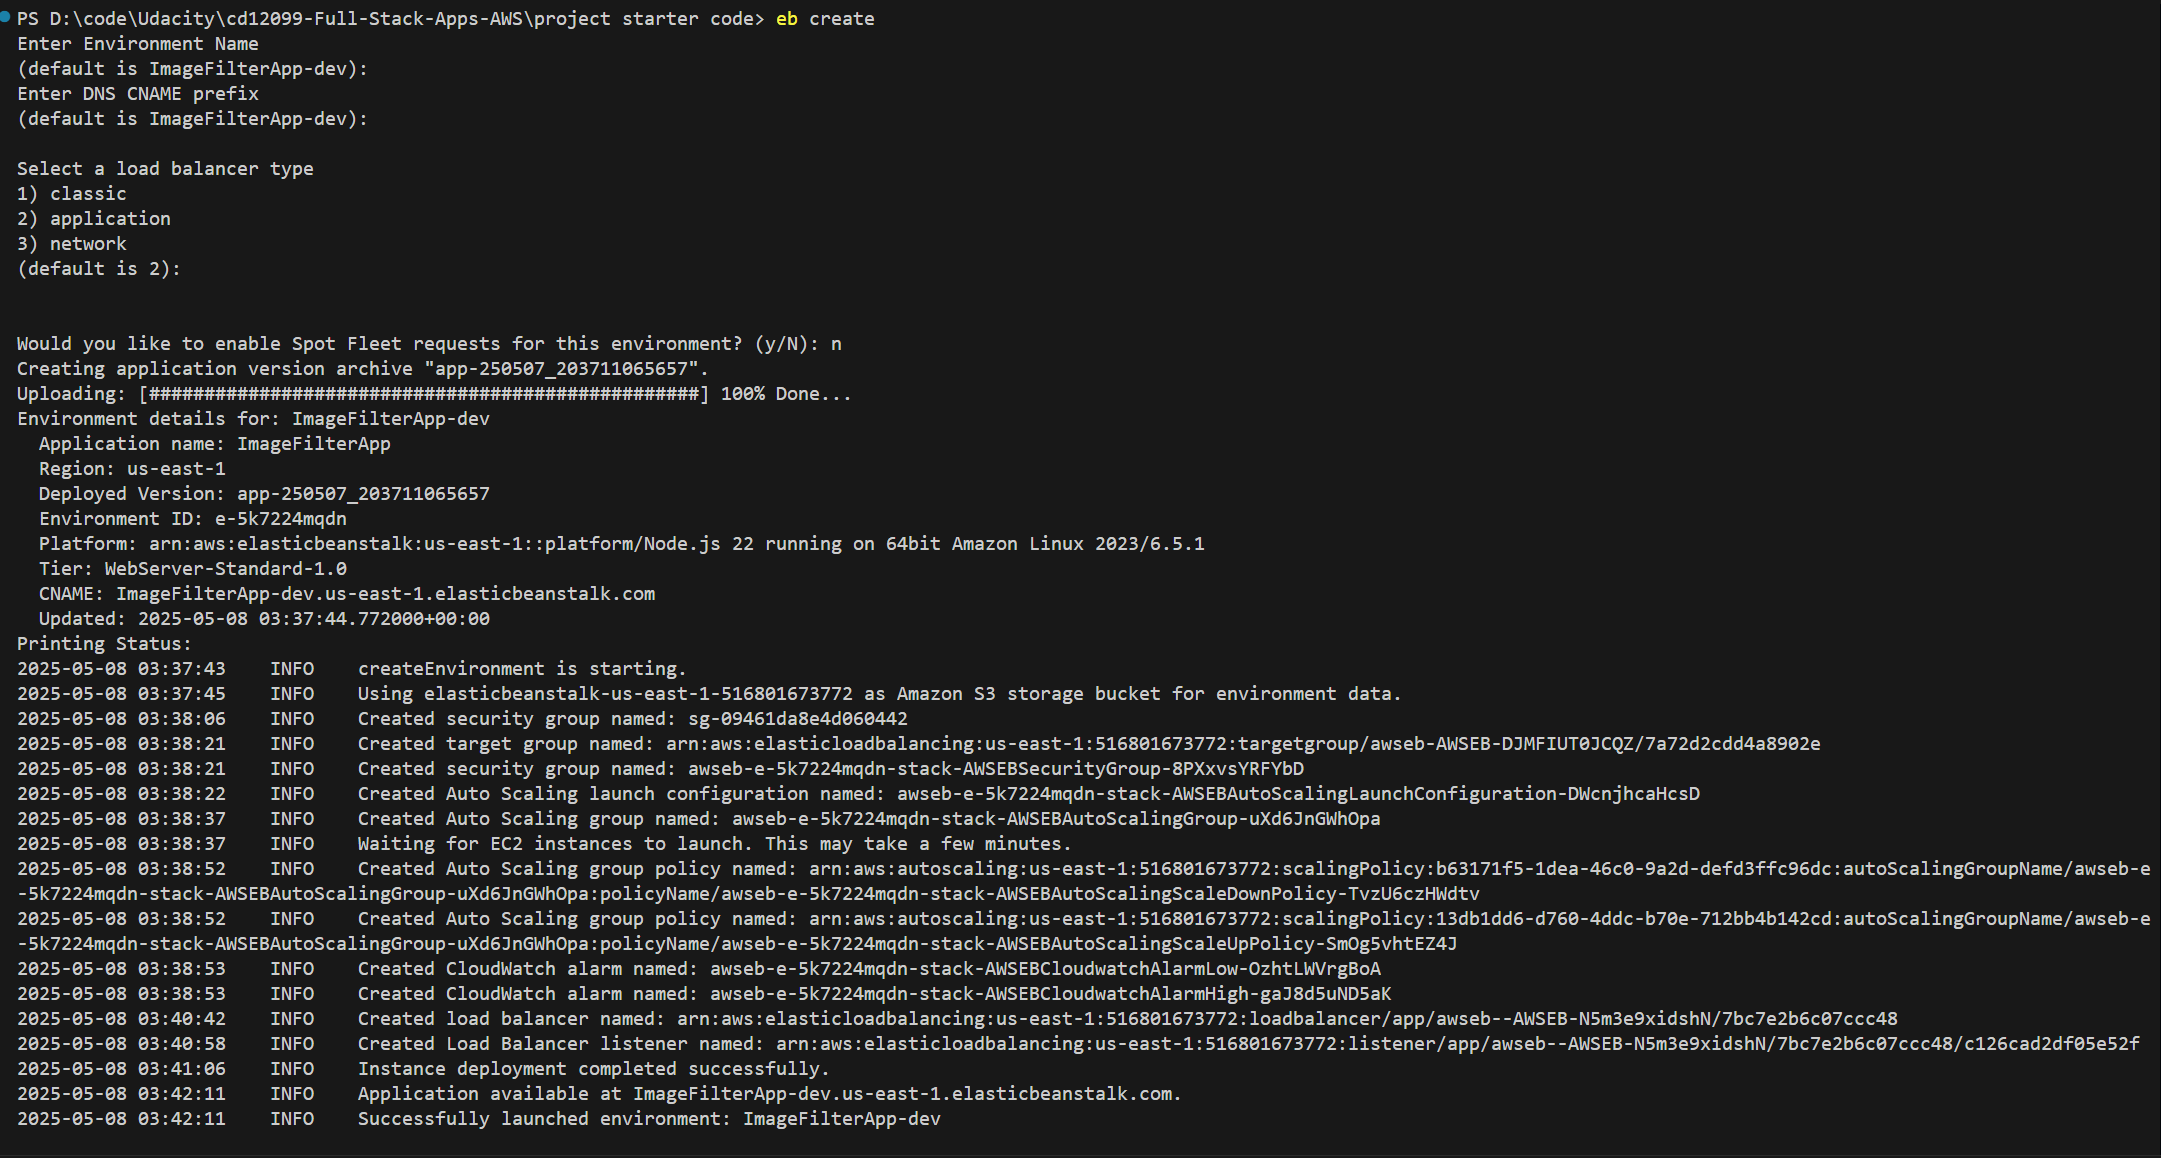 PS D:\code\Udacity\cd12099-Full-Stack-Apps-AWS\project starter code> eb create
Enter Environment Name
(default is ImageFilterApp-dev):
Enter DNS CNAME prefix
(default is ImageFilterApp-dev):
Select a load balancer type
1) classic
2) application
3) network
(default is 2):
Would you like to enable Spot Fleet requests for this environment? (y/N): n
Creating application version archive "app-250507_203711065657".
Uploading: [##################################################] 100% Done...
Environment details for: ImageFilterApp-dev
  Application name: ImageFilterApp
  Region: us-east-1
  Deployed Version: app-250507_203711065657
  Environment ID: e-5k7224mqdn
  Platform: arn:aws:elasticbeanstalk:us-east-1::platform/Node.js 22 running on 64bit Amazon Linux 2023/6.5.1
  Tier: WebServer-Standard-1.0
  CNAME: ImageFilterApp-dev.us-east-1.elasticbeanstalk.com
  Updated: 2025-05-08 03:37:44.772000+00:00
Printing Status:
2025-05-08 03:37:43    INFO    createEnvironment is starting.
2025-05-08 03:37:45    INFO    Using elasticbeanstalk-us-east-1-516801673772 as Amazon S3 storage bucket for environment data.
2025-05-08 03:38:06    INFO    Created security group named: sg-09461da8e4d060442
2025-05-08 03:38:21    INFO    Created target group named: arn:aws:elasticloadbalancing:us-east-1:516801673772:targetgroup/awseb-AWSEB-DJMFIUT0JCQZ/7a72d2cdd4a8902e
2025-05-08 03:38:21    INFO    Created security group named: awseb-e-5k7224mqdn-stack-AWSEBSecurityGroup-8PXxvsYRFYbD
2025-05-08 03:38:22    INFO    Created Auto Scaling launch configuration named: awseb-e-5k7224mqdn-stack-AWSEBAutoScalingLaunchConfiguration-DWcnjhcaHcsD
2025-05-08 03:38:37    INFO    Created Auto Scaling group named: awseb-e-5k7224mqdn-stack-AWSEBAutoScalingGroup-uXd6JnGWhOpa
2025-05-08 03:38:37    INFO    Waiting for EC2 instances to launch. This may take a few minutes.
2025-05-08 03:38:52    INFO    Created Auto Scaling group policy named: arn:aws:autoscaling:us-east-1:516801673772:scalingPolicy:b63171f5-1dea-46c0-9a2d-defd3ffc96dc:autoScalingGroupName/awseb-e
-5k7224mqdn-stack-AWSEBAutoScalingGroup-uXd6JnGWhOpa:policyName/awseb-e-5k7224mqdn-stack-AWSEBAutoScalingScaleDownPolicy-TvzU6czHWdtv
2025-05-08 03:38:52    INFO    Created Auto Scaling group policy named: arn:aws:autoscaling:us-east-1:516801673772:scalingPolicy:13db1dd6-d760-4ddc-b70e-712bb4b142cd:autoScalingGroupName/awseb-e
-5k7224mqdn-stack-AWSEBAutoScalingGroup-uXd6JnGWhOpa:policyName/awseb-e-5k7224mqdn-stack-AWSEBAutoScalingScaleUpPolicy-SmOg5vhtEZ4J
2025-05-08 03:38:53    INFO    Created CloudWatch alarm named: awseb-e-5k7224mqdn-stack-AWSEBCloudwatchAlarmLow-OzhtLWVrgBoA
2025-05-08 03:38:53    INFO    Created CloudWatch alarm named: awseb-e-5k7224mqdn-stack-AWSEBCloudwatchAlarmHigh-gaJ8d5uND5aK
2025-05-08 03:40:42    INFO    Created load balancer named: arn:aws:elasticloadbalancing:us-east-1:516801673772:loadbalancer/app/awseb--AWSEB-N5m3e9xidshN/7bc7e2b6c07ccc48
2025-05-08 03:40:58    INFO    Created Load Balancer listener named: arn:aws:elasticloadbalancing:us-east-1:516801673772:listener/app/awseb--AWSEB-N5m3e9xidshN/7bc7e2b6c07ccc48/c126cad2df05e52f
2025-05-08 03:41:06    INFO    Instance deployment completed successfully.
2025-05-08 03:42:11    INFO    Application available at ImageFilterApp-dev.us-east-1.elasticbeanstalk.com.
2025-05-08 03:42:11    INFO    Successfully launched environment: ImageFilterApp-dev